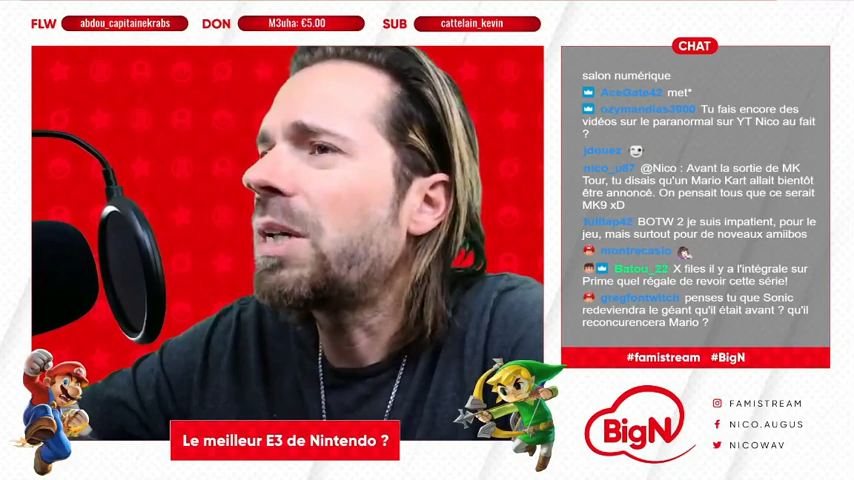 FLW abdou_capitainekrabs DON M3uha: €5.00 SUB cattelain_kevin
CHAT
salon numérique
AceGate42 met*
ozymandias3000 Tu fais encore des
vidéos sur le paranormal sur YT Nico au fait
?
jdouez
nico_u87 @Nico : Avant la sortie de MK
Tour, tu disais qu'un Mario Kart allait bientôt
être annoncé. On pensait tous que ce serait
MK9 xD
BOTW 2 je suis impatient, pour le
jeu, mais surtout pour de noveaux amiibos
montrecasio
Batou_22 X files il y a l'intégrale sur
Prime quel régale de revoir cette série!
gregfentwitch penses tu que Sonic
redeviendra le géant qu'il était avant ? qu'il
reconcurencera Mario ?
#famistream #BigN
Le meilleur E3 de Nintendo ?
BigN
FAMISTREAM
NICO.AUGUS
NICOWAV